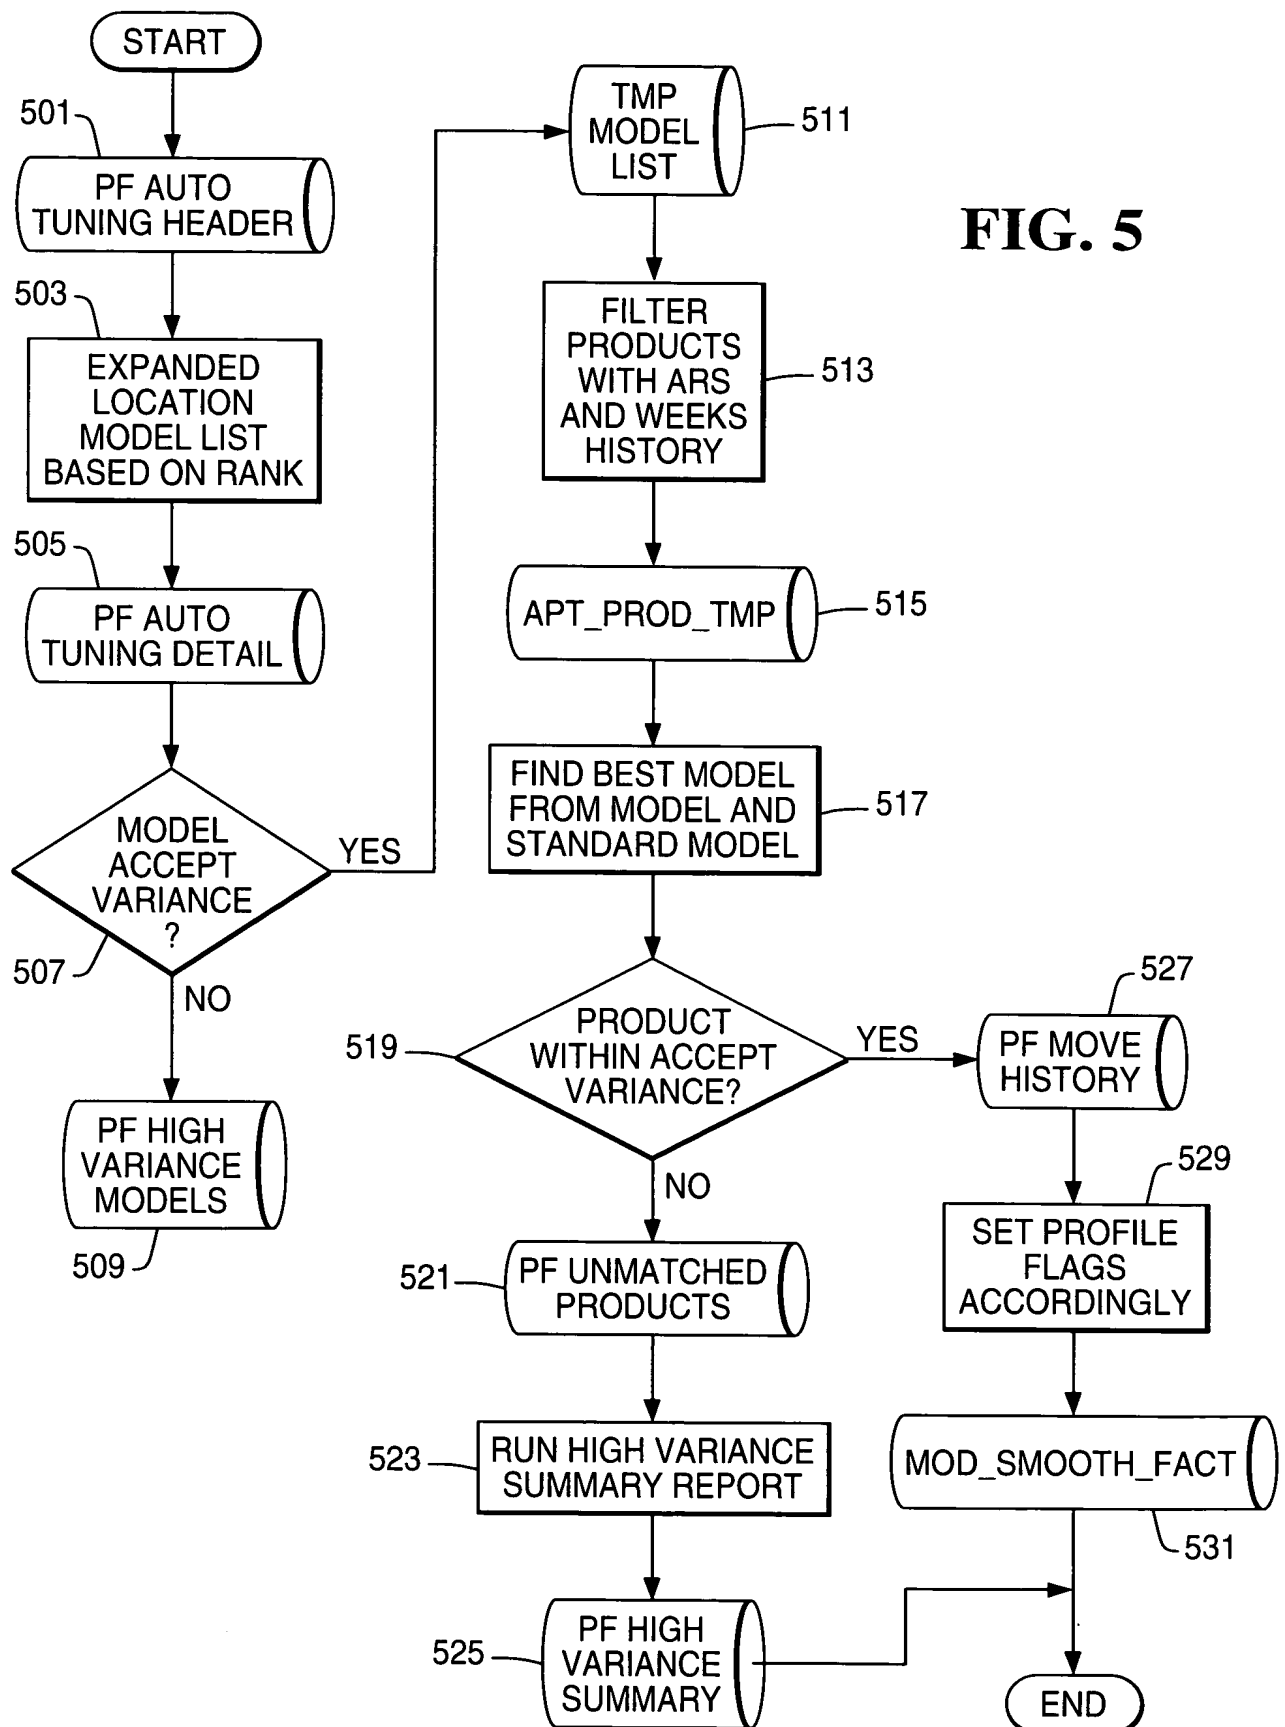 START
501
PF AUTO
TUNING HEADER
503
EXPANDED
LOCATION
MODEL LIST
BASED ON RANK
505
PF AUTO
TUNING DETAIL
MODEL
ACCEPT
VARIANCE
?
YES
507
NO
PF HIGH
VARIANCE
MODELS
509
TMP
MODEL
LIST
511
FIG. 5
FILTER
PRODUCTS
WITH ARS
AND WEEKS
HISTORY
513
APT_PROD_TMP
515
FIND BEST MODEL
FROM MODEL AND
STANDARD MODEL
517
519
PRODUCT
WITHIN ACCEPT
VARIANCE?
YES
NO
521
PF UNMATCHED
PRODUCTS
523
RUN HIGH VARIANCE
SUMMARY REPORT
525
PF HIGH
VARIANCE
SUMMARY
527
PF MOVE
HISTORY
529
SET PROFILE
FLAGS
ACCORDINGLY
MOD_SMOOTH_FACT
531
END